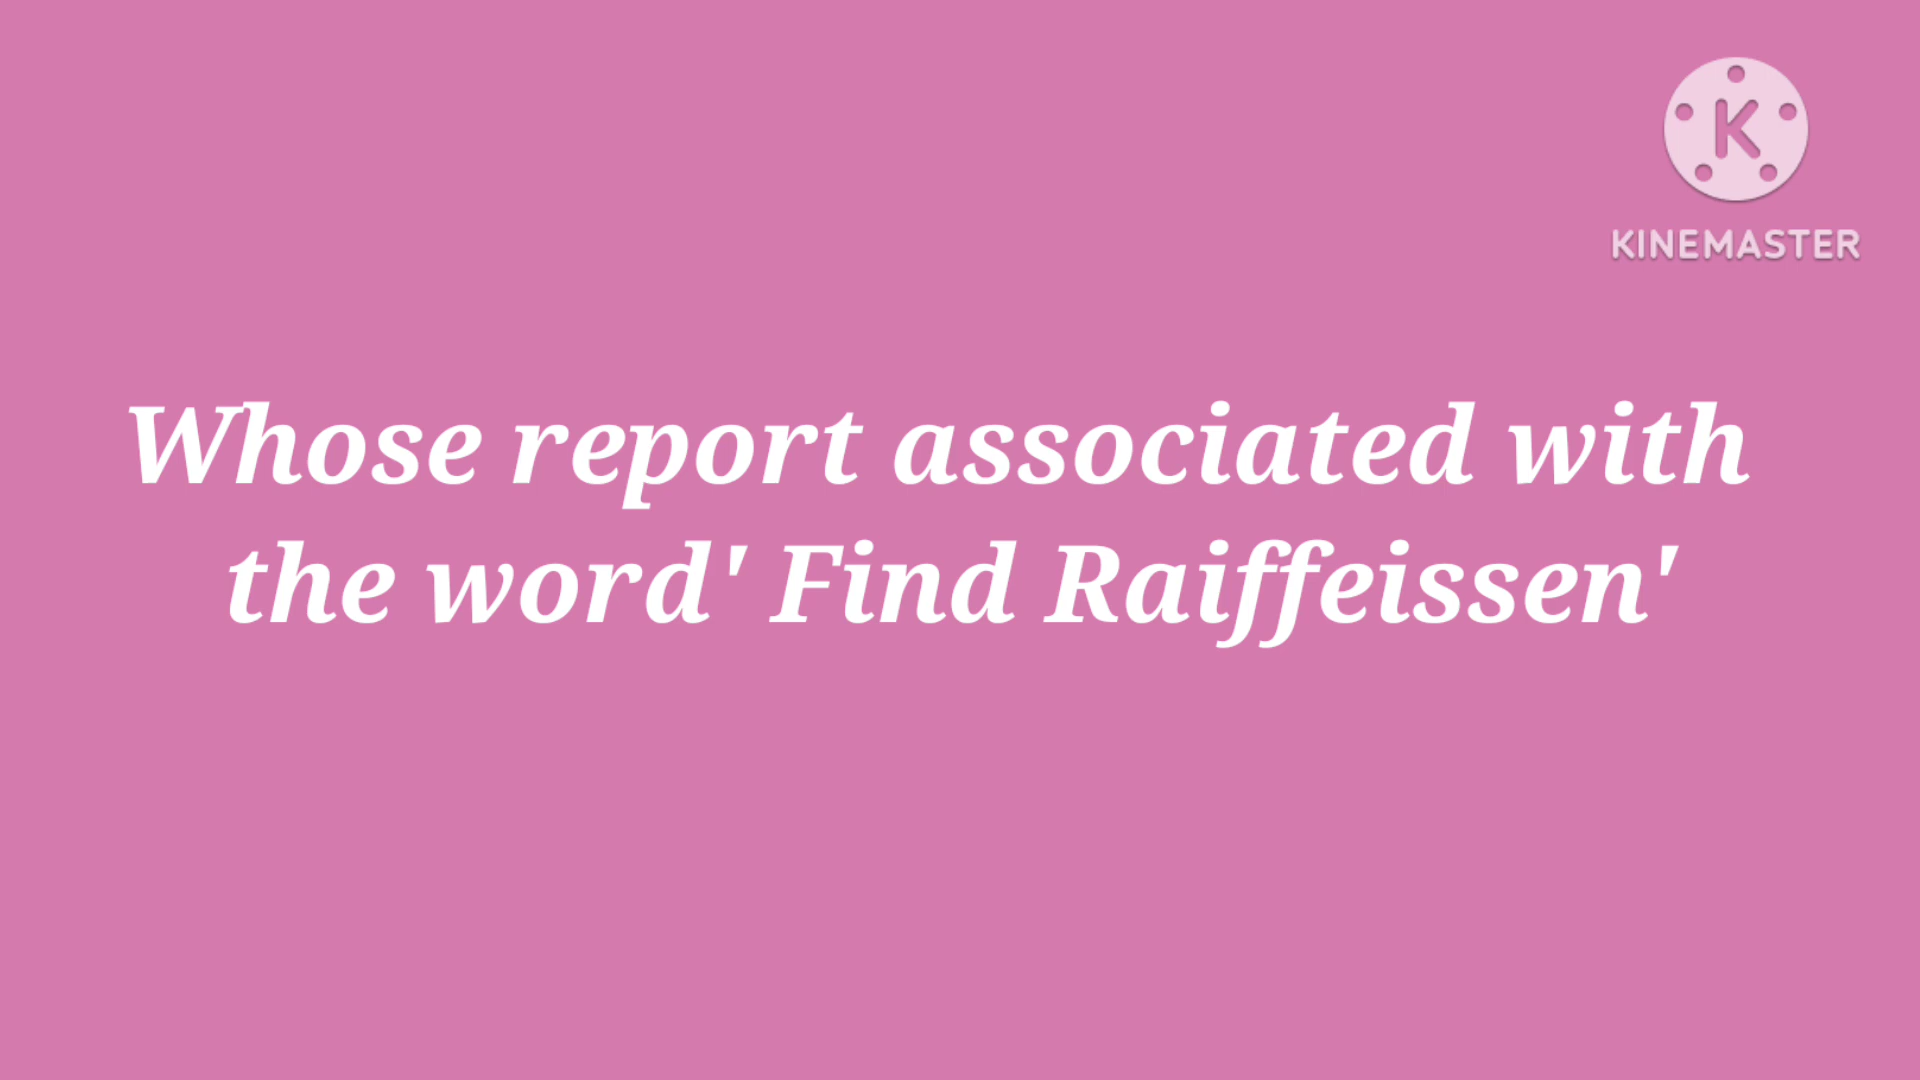 K
KINEMASTER
Whose report associated with
the word' Find Raiffeissen'